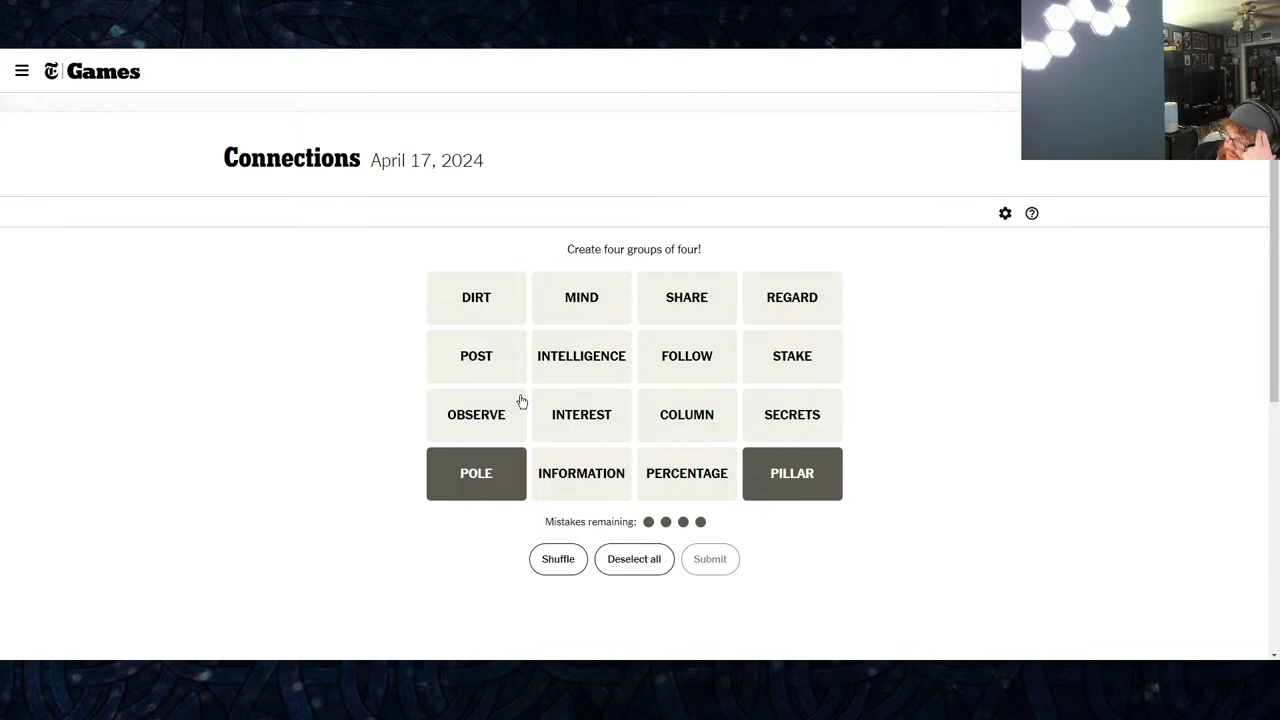 Games
Connections April 17, 2024
Create four groups of four!
DIRT MIND SHARE REGARD
POST INTELLIGENCE FOLLOW STAKE
OBSERVE INTEREST COLUMN SECRETS
POLE INFORMATION PERCENTAGE PILLAR
Mistakes remaining:
Shuffle Deselect all Submit